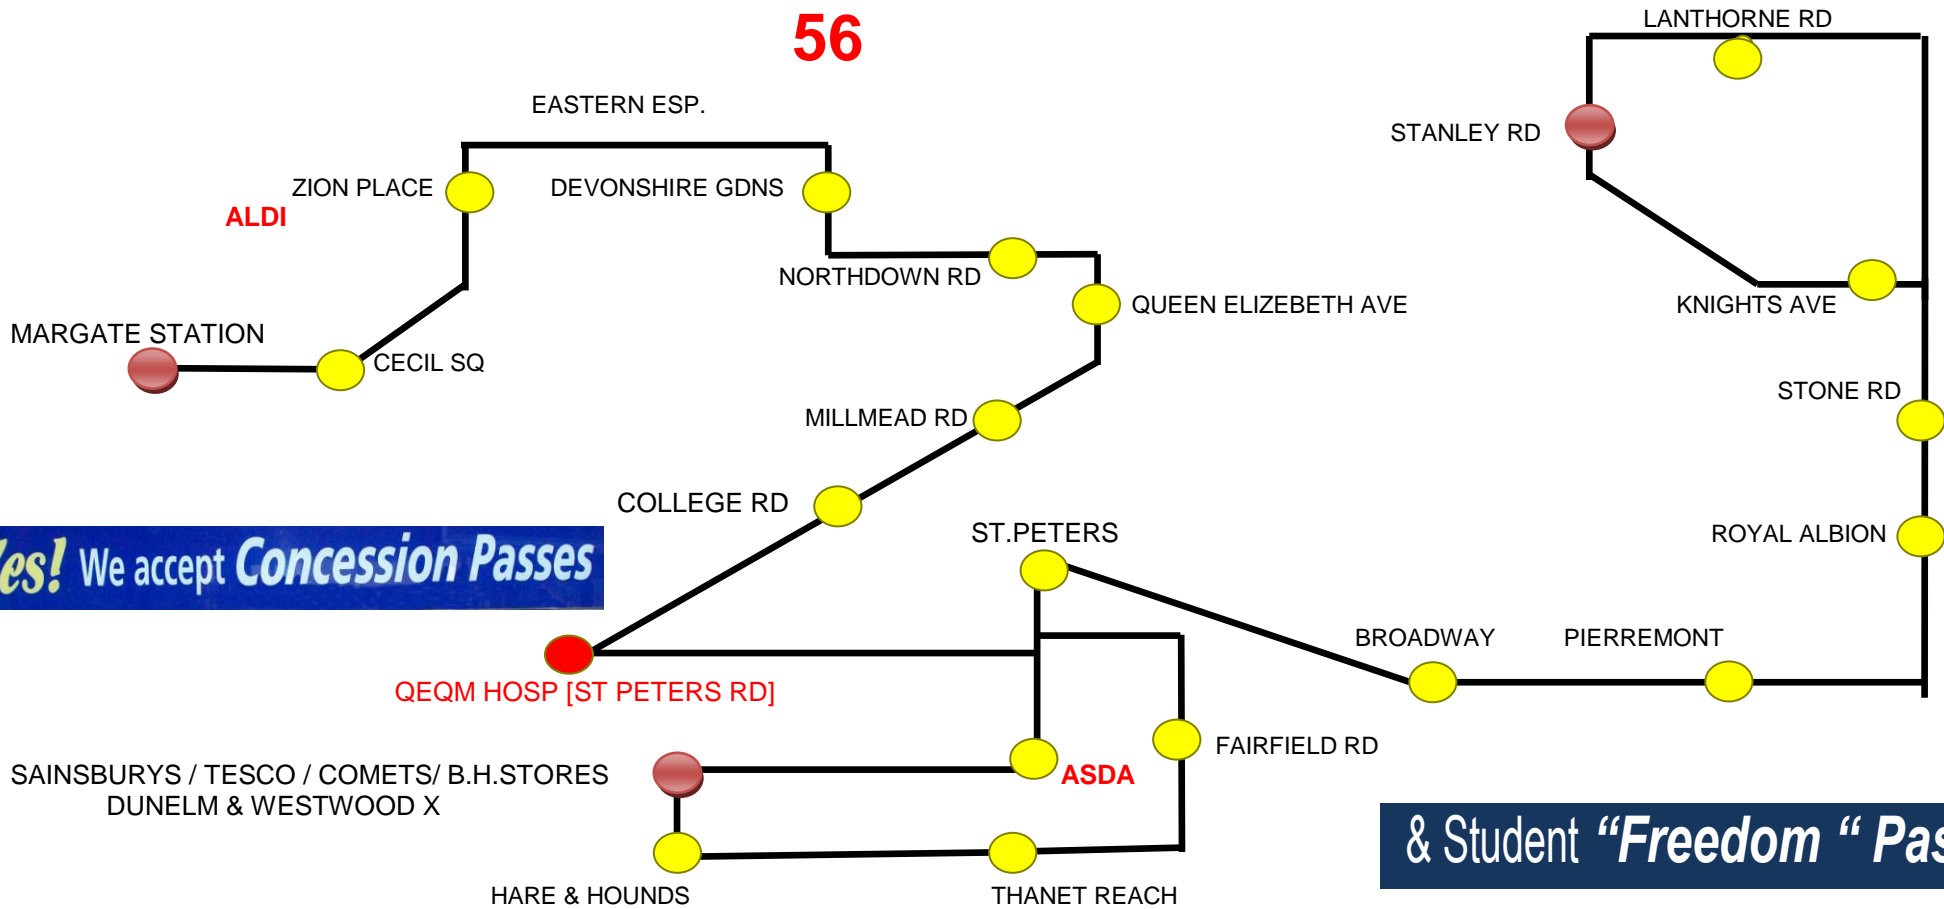 56
LANTHORNE RD
EASTERN ESP.
STANLEY RD
ZION PLACE
DEVONSHIRE GDNS
ALDI
NORTHDOWN RD
QUEEN ELIZEBETH AVE
KNIGHTS AVE
MARGATE STATION
CECIL SQ
STONE RD
MILLMEAD RD
COLLEGE RD
ST.PETERS
ROYAL ALBION
es! We accept Concession Passes
BROADWAY
PIERREMONT
QEQM HOSP [ST PETERS RD]
FAIRFIELD RD
SAINSBURYS / TESCO / COMETS/ B.H.STORES
DUNELM & WESTWOOD X
ASDA
& Student “Freedom “ Pas
HARE & HOUNDS
THANET REACH